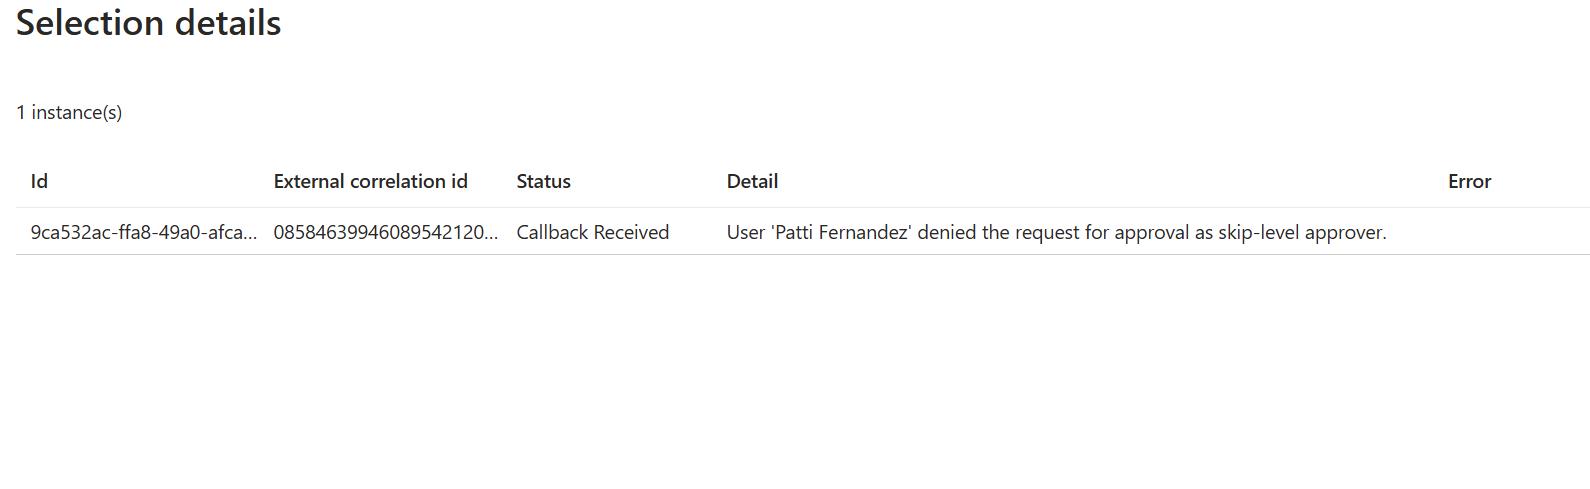 Selection details
1 instance(s)
Id External correlation id Status Detail Error
9ca532ac-ffa8-49a0-afca... 08584639946089542120... Callback Received User 'Patti Fernandez' denied the request for approval as skip-level approver.